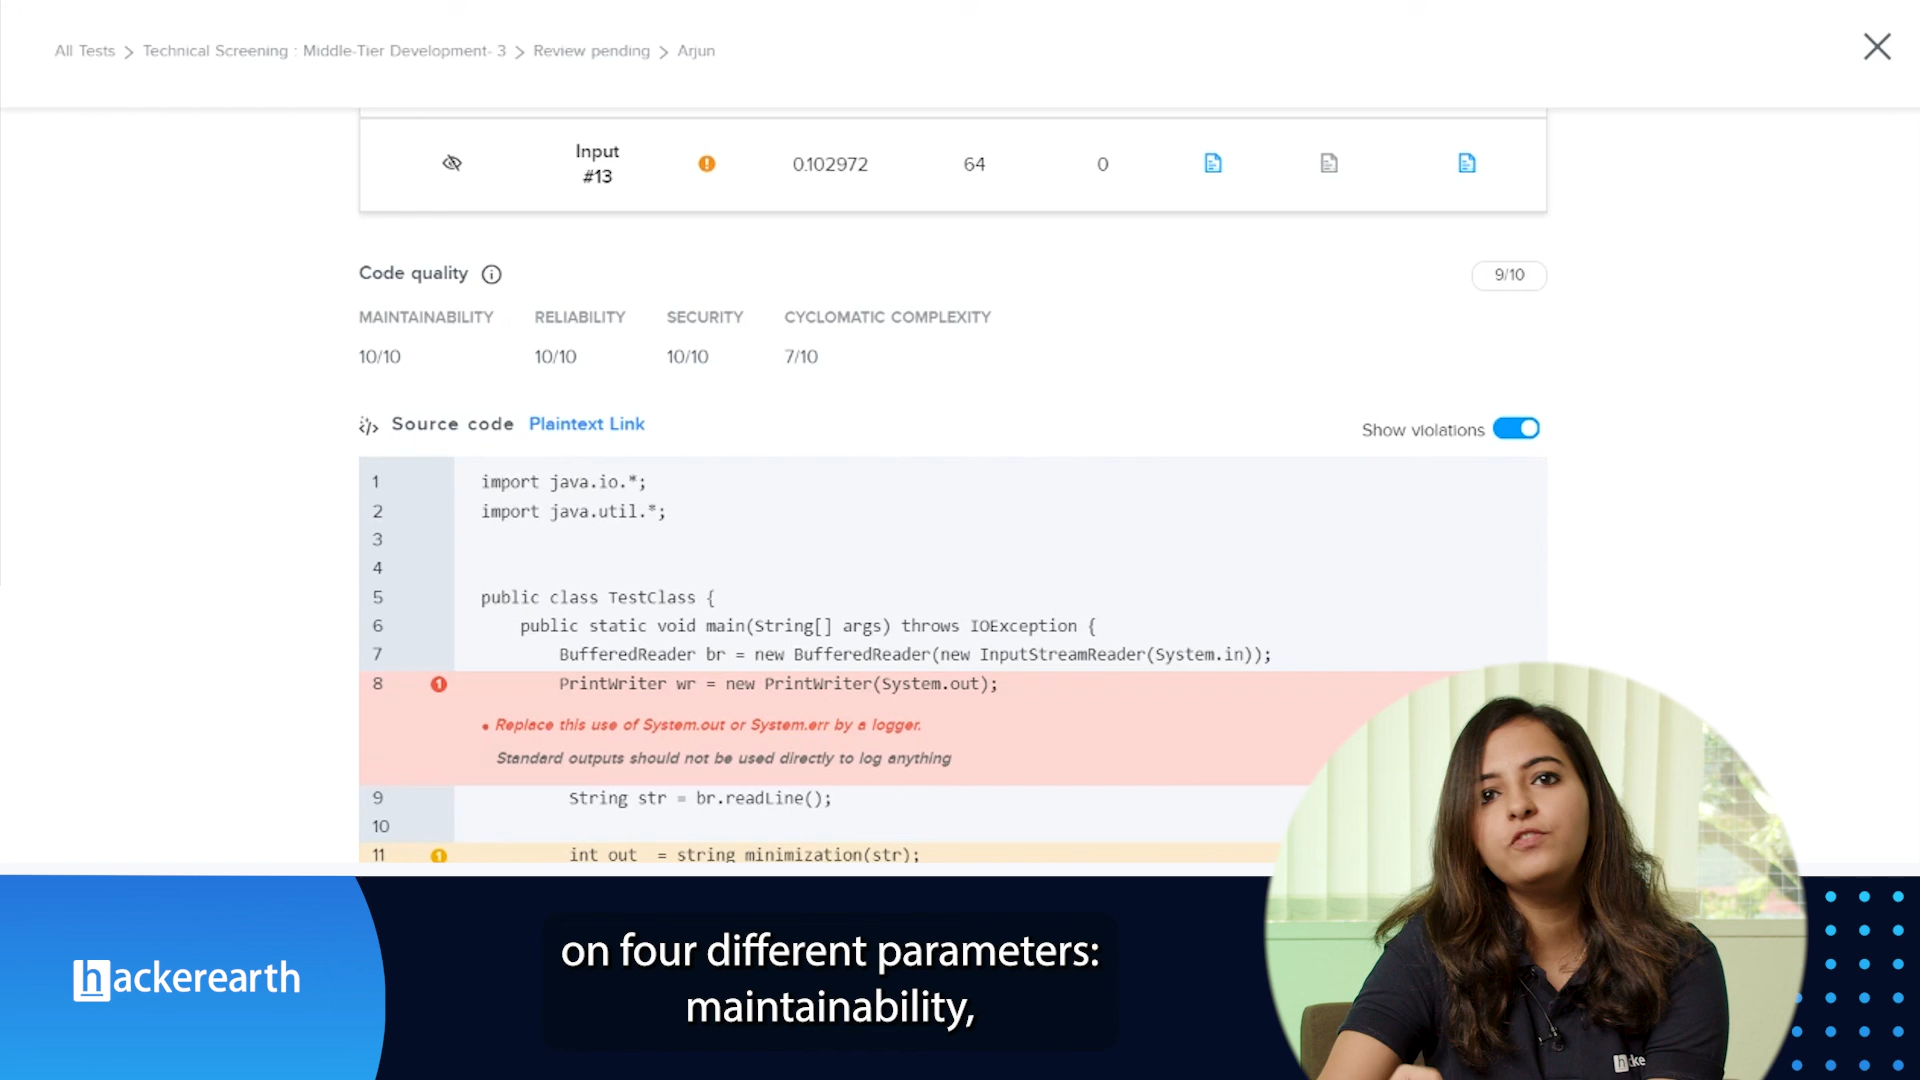 All Tests > Technical Screening : Middle-Tier Development- 3 > Review pending > Arjun
Input #13 0.102972 64 0
Code quality 9/10
MAINTAINABILITY RELIABILITY SECURITY CYCLOMATIC COMPLEXITY
10/10 10/10 10/10 7/10
Source code Plaintext Link Show violations
1 import java.io.*;
2 import java.util.*;
3
4
5 public class TestClass {
6 public static void main(String[] args) throws IOException {
7 BufferedReader br = new BufferedReader(new InputStreamReader(System.in));
8 1 PrintWriter wr = new PrintWriter(System.out);
• Replace this use of System.out or System.err by a logger.
Standard outputs should not be used directly to log anything
9 String str = br.readLine();
10
11 1 int out = string minimization(str);
on four different parameters:
maintainability,
hackerearth
hcke